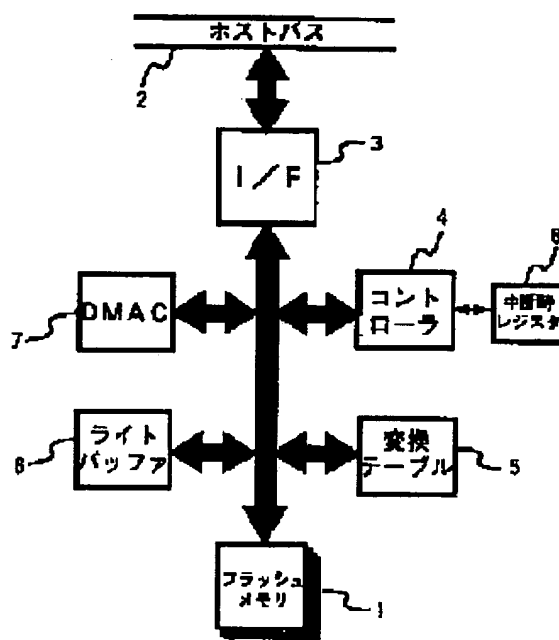 ホストバス
2
3
I/F
4
8
コント
ローラ
中断時
レジスタ
DMAC
7
ライト
バッファ
6
変換
テーブル
5
フラッシュ
メモリ
1